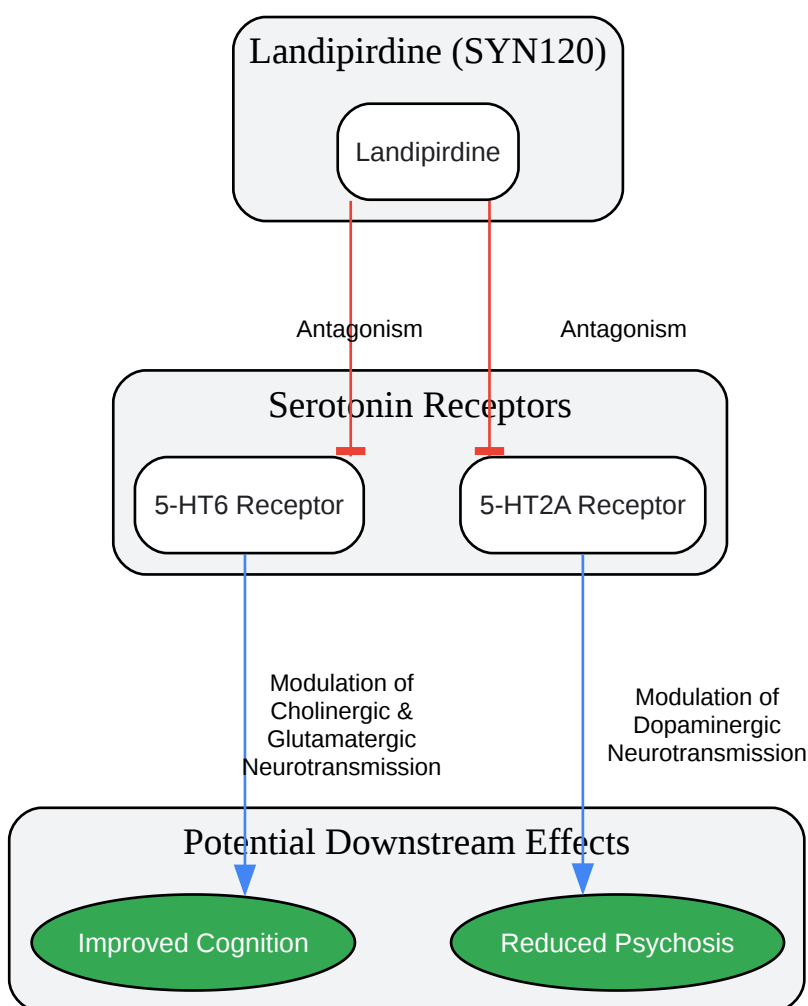 Landipirdine (SYN120)
Landipirdine
Antagonism
Antagonism
Serotonin Receptors
5-HT6 Receptor
5-HT2A Receptor
Modulation of
Cholinergic &
Glutamatergic
Neurotransmission
Modulation of
Dopaminergic
Neurotransmission
Potential Downstream Effects
Improved Cognition
Reduced Psychosis